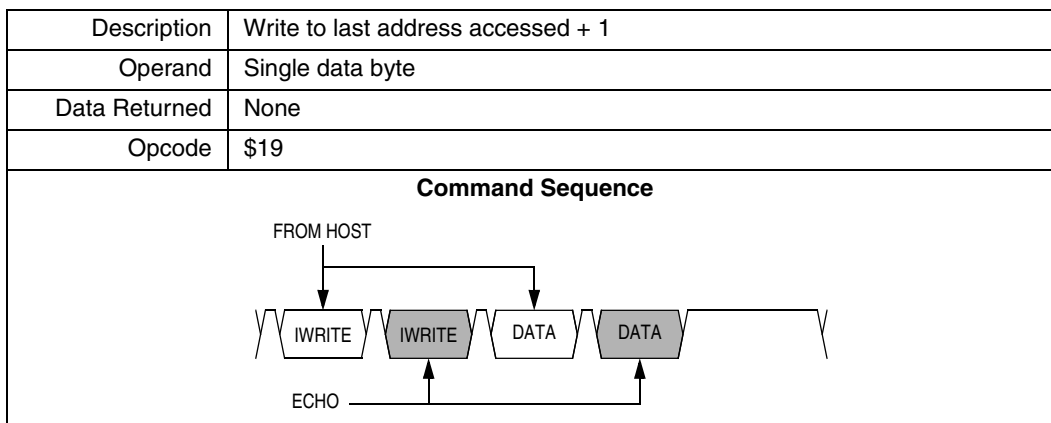 Description Write to last address accessed + 1
Operand Single data byte
Data Returned None
Opcode $19
Command Sequence
FROM HOST
IWRITE IWRITE DATA DATA
ECHO